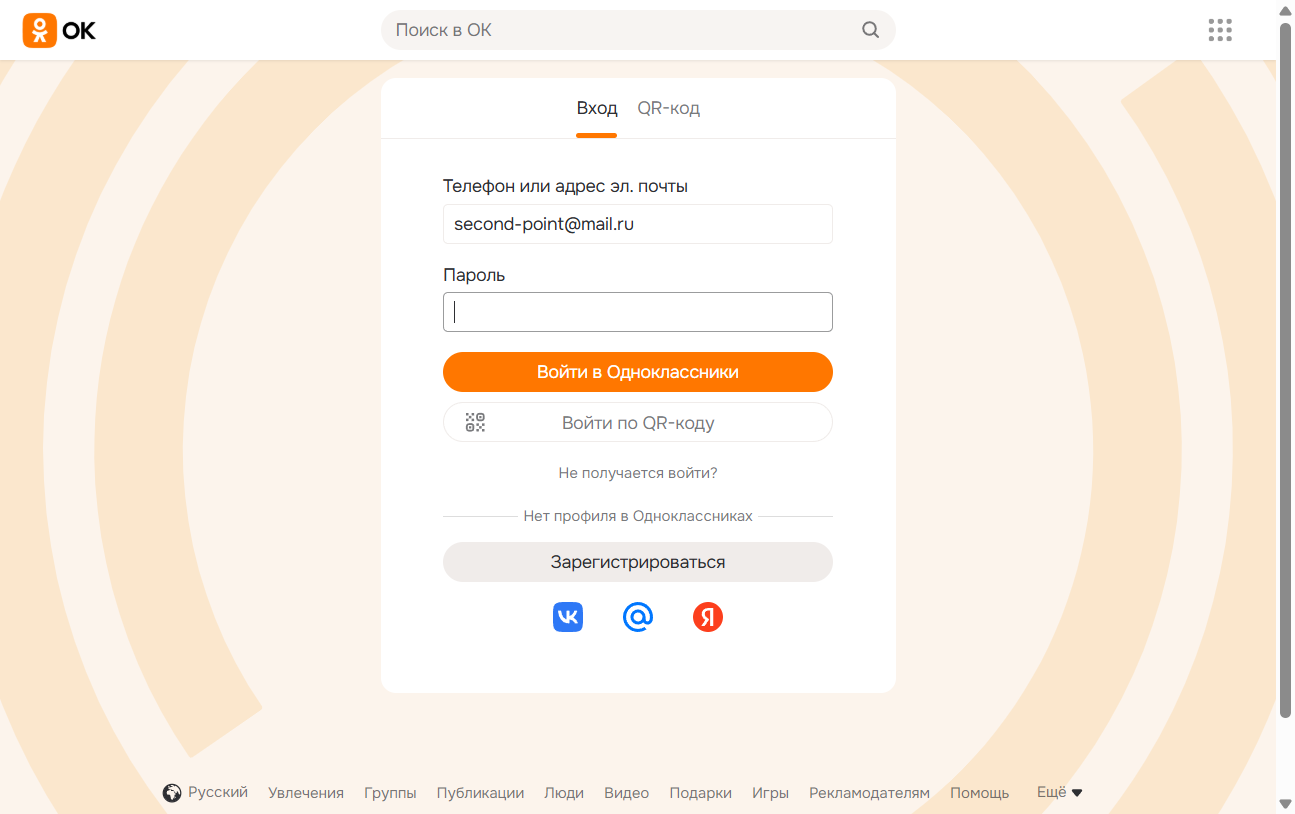 ОК
Поиск в ОК
Вход QR-код
Телефон или адрес эл. почты
second-point@mail.ru
Пароль
Войти в Одноклассники
Войти по QR-коду
Не получается войти?
Нет профиля в Одноклассниках
Зарегистрироваться
Русский Увлечения Группы Публикации Люди Видео Подарки Игры Рекламодателям Помощь Ещё